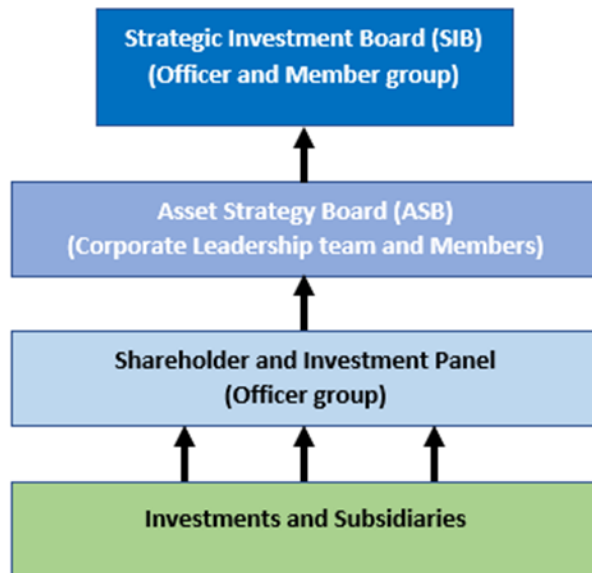 Strategic Investment Board (SIB)
(Officer and Member group)
Asset Strategy Board (ASB)
(Corporate Leadership team and Members)
Shareholder and Investment Panel
(Officer group)
Investments and Subsidiaries